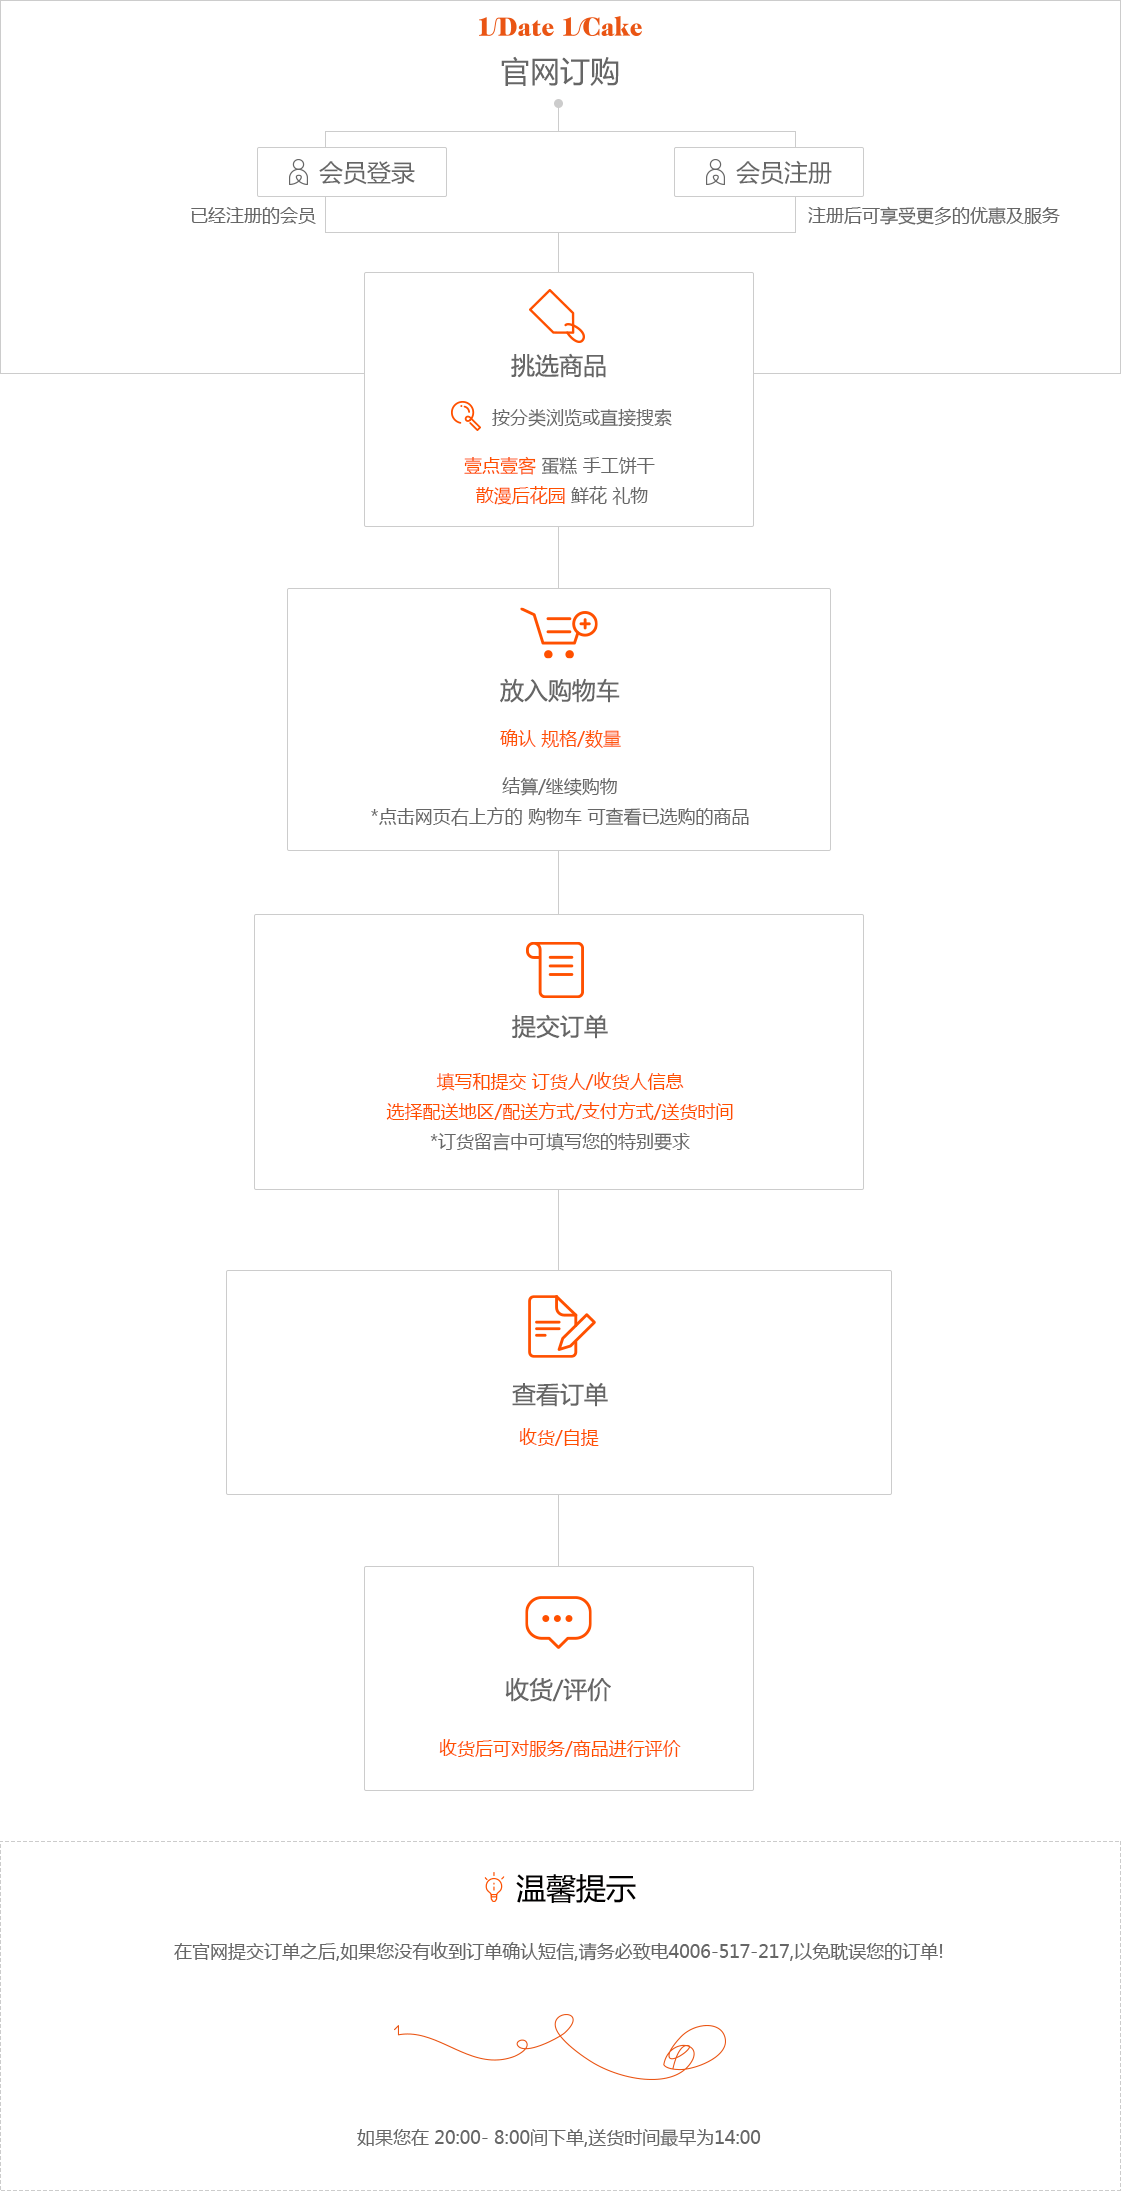 1/Date 1/Cake
官网订购
会员登录
会员注册
已经注册的会员
注册后可享受更多的优惠及服务
挑选商品
按分类浏览或直接搜索
壹点壹客 蛋糕 手工饼干
散漫后花园 鲜花 礼物
放入购物车
确认 规格/数量
结算/继续购物
*点击网页右上方的 购物车 可查看已选购的商品
提交订单
填写和提交 订货人/收货人信息
选择配送地区/配送方式/支付方式/送货时间
*订货留言中可填写您的特别要求
查看订单
收货/自提
收货/评价
收货后可对服务/商品进行评价
温馨提示
在官网提交订单之后,如果您没有收到订单确认短信,请务必致电4006-517-217,以免耽误您的订单!
如果您在 20:00- 8:00间下单,送货时间最早为14:00